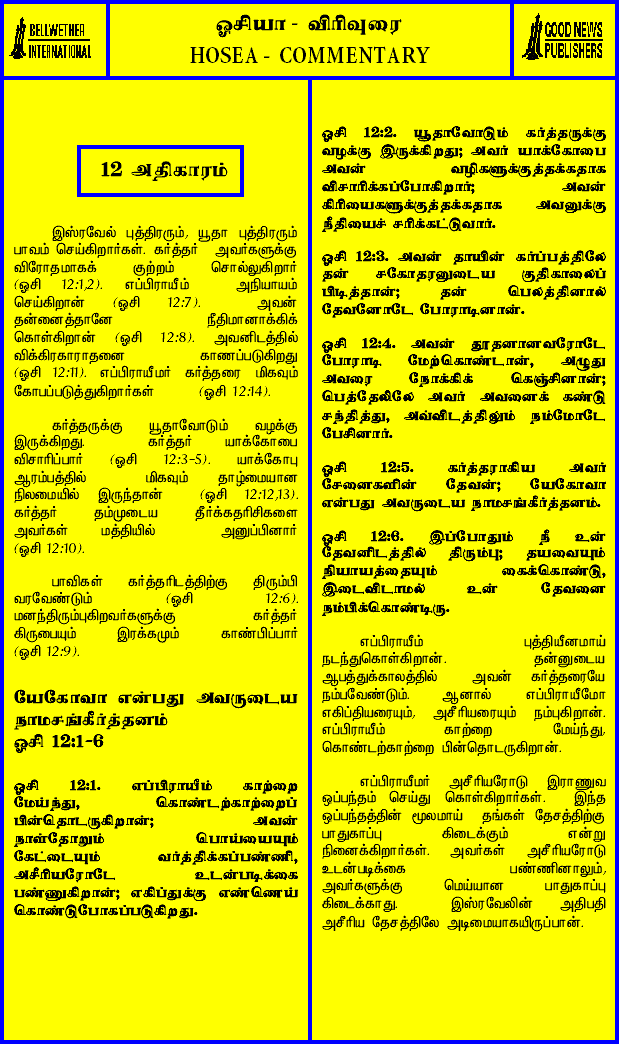 BELLWETHER
INTERNATIONAL
ஓசியா - விரிவுரை
HOSEA - COMMENTARY
GOOD NEWS
PUBLISHERS
12 அதிகாரம்
இஸ்ரவேல் புத்திரரும், யூதா புத்திரரும்
பாவம் செய்கிறார்கள். கர்த்தர் அவர்களுக்கு
விரோதமாகக் குற்றம் சொல்லுகிறார்
(ஓசி 12:1,2). எப்பிராயீம் அநியாயம்
செய்கிறான் (ஓசி 12:7). அவன்
தன்னைத்தானே நீதிமானாக்கிக்
கொள்கிறான் (ஓசி 12:8). அவனிடத்தில்
விக்கிரகாராதனை காணப்படுகிறது
(ஓசி 12:11). எப்பிராயீமர் கர்த்தரை மிகவும்
கோபப்படுத்துகிறார்கள் (ஓசி 12:14).
கர்த்தருக்கு யூதாவோடும் வழக்கு
இருக்கிறது. கர்த்தர் யாக்கோபை
விசாரிப்பார் (ஓசி 12:3-5). யாக்கோபு
ஆரம்பத்தில் மிகவும் தாழ்மையான
நிலமையில் இருந்தான் (ஓசி 12:12,13).
கர்த்தர் தம்முடைய தீர்க்கதரிசிகளை
அவர்கள் மத்தியில் அனுப்பினார்
(ஓசி 12:10).
பாவிகள் கர்த்தரிடத்திற்கு திரும்பி
வரவேண்டும் (ஓசி 12:6).
மனந்திரும்புகிறவர்களுக்கு கர்த்தர்
கிருபையும் இரக்கமும் காண்பிப்பார்
(ஓசி 12:9).
யேகோவா என்பது அவருடைய
நாமசங்கீர்த்தனம்
ஓசி 12:1-6
ஓசி 12:1. எப்பிராயீம் காற்றை
மேய்ந்து, கொண்டற்காற்றைப்
பின்தொடருகிறான்; அவன்
நாள்தோறும் பொய்யையும்
கேட்டையும் வர்த்திக்கப்பண்ணி,
அசீரியரோடே உடன்படிக்கை
பண்ணுகிறான்; எகிப்துக்கு எண்ணெய்
கொண்டுபோகப்படுகிறது.
ஓசி 12:2. யூதாவோடும் கர்த்தருக்கு
வழக்கு இருக்கிறது; அவர் யாக்கோபை
அவன் வழிகளுக்குத்தக்கதாக
விசாரிக்கப்போகிறார்; அவன்
கிரியைகளுக்குத்தக்கதாக அவனுக்கு
நீதியைச் சரிக்கட்டுவார்.
ஓசி 12:3. அவன் தாயின் கர்ப்பத்திலே
தன் சகோதரனுடைய குதிகாலைப்
பிடித்தான்; தன் பெலத்தினால்
தேவனோடே போராடினான்.
ஓசி 12:4. அவன் தூதனானவரோடே
போராடி மேற்கொண்டான், அழுது
அவரை நோக்கிக் கெஞ்சினான்;
பெத்தேலிலே அவர் அவனைக் கண்டு
சந்தித்து, அவ்விடத்திலும் நம்மோடே
பேசினார்.
ஓசி 12:5. கர்த்தராகிய அவர்
சேனைகளின் தேவன்; யேகோவா
என்பது அவருடைய நாமசங்கீர்த்தனம்.
ஓசி 12:6. இப்போதும் நீ உன்
தேவனிடத்தில் திரும்பு; தயவையும்
நியாயத்தையும் கைக்கொண்டு,
இடைவிடாமல் உன் தேவனை
நம்பிக்கொண்டிரு.
எப்பிராயீம் புத்தியீனமாய்
நடந்துகொள்கிறான். தன்னுடைய
ஆபத்துக்காலத்தில் அவன் கர்த்தரையே
நம்பவேண்டும். ஆனால் எப்பிராயீமோ
எகிப்தியரையும், அசீரியரையும் நம்புகிறான்.
எப்பிராயீம் காற்றை மேய்ந்து,
கொண்டற்காற்றை பின்தொடருகிறான்.
எப்பிராயீமர் அசீரியரோடு இராணுவ
ஒப்பந்தம் செய்து கொள்கிறார்கள். இந்த
ஒப்பந்தத்தின் மூலமாய் தங்கள் தேசத்திற்கு
பாதுகாப்பு கிடைக்கும் என்று
நினைக்கிறார்கள். அவர்கள் அசீரியரோடு
உடன்படிக்கை பண்ணினாலும்,
அவர்களுக்கு மெய்யான பாதுகாப்பு
கிடைக்காது. இஸ்ரவேலின் அதிபதி
அசீரிய தேசத்திலே அடிமையாகயிருப்பான்.